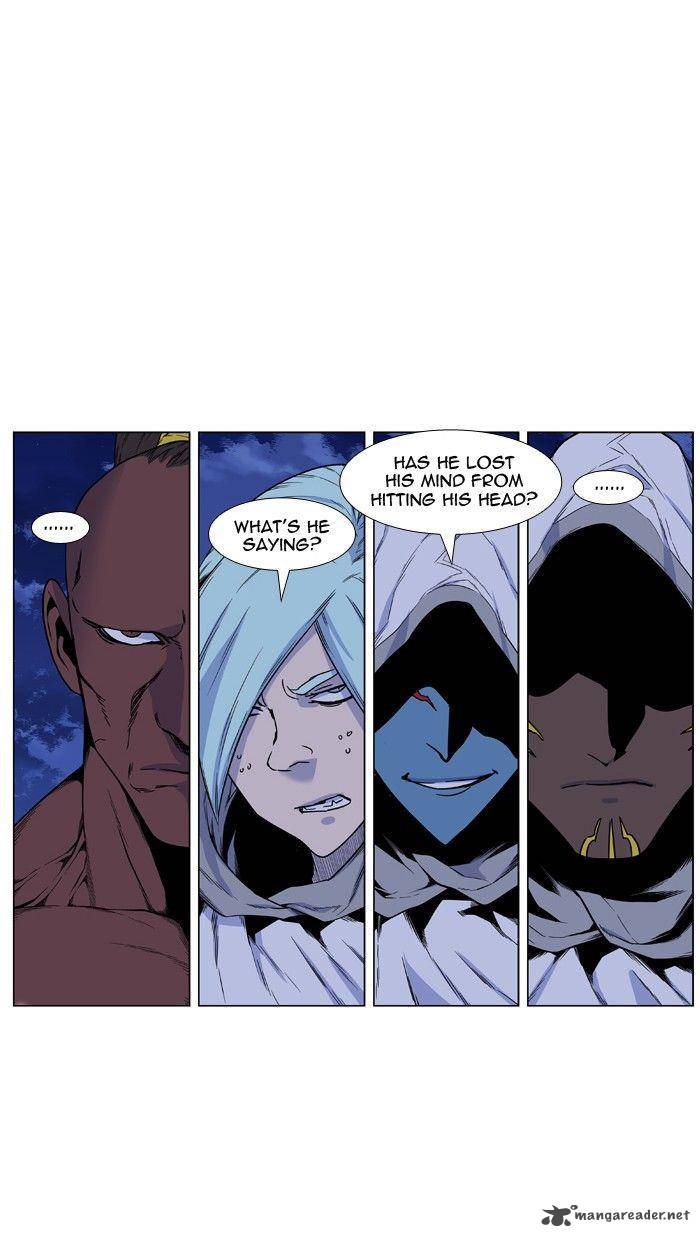 ......
WHAT'S HE
SAYING?
HAS HE LOST
HIS MIND FROM
HITTING HIS HEAD?
......
mangareader.net